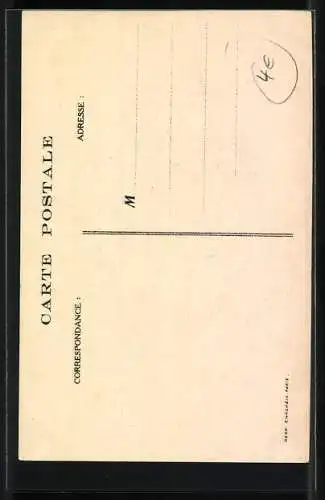 CARTE POSTALE
CORRESPONDANCE :
ADRESSE :
M
4€